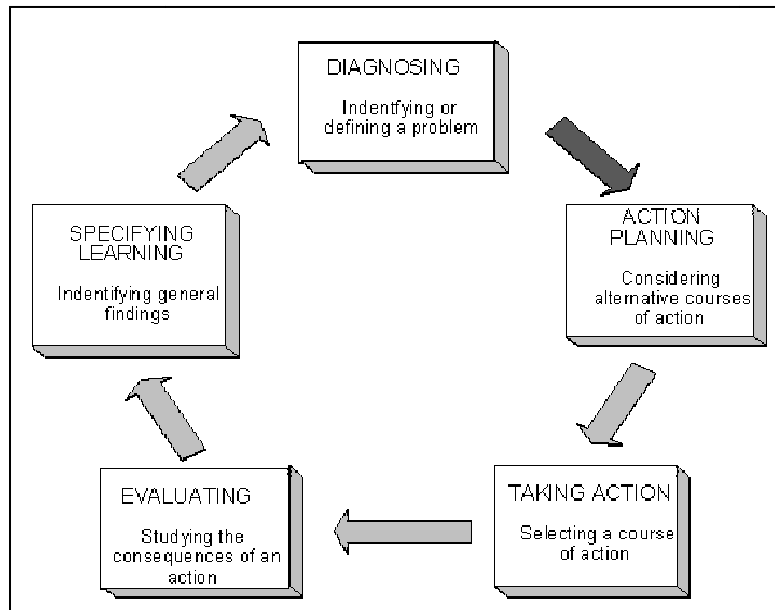 DIAGNOSING
Indentfying or
defining a problem
ACTION
PLANNING
Considering
alternative courses
of action
TAKING ACTION
Selecting a course
of action
EVALUATING
Studying the
consequences of an
action
SPECIFYING
LEARNING
Indentifying general
findings